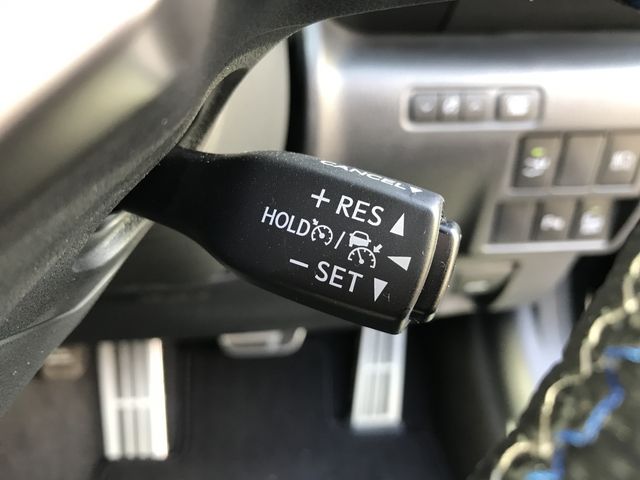 CANCEL
+ RES
HOLD /
− SET